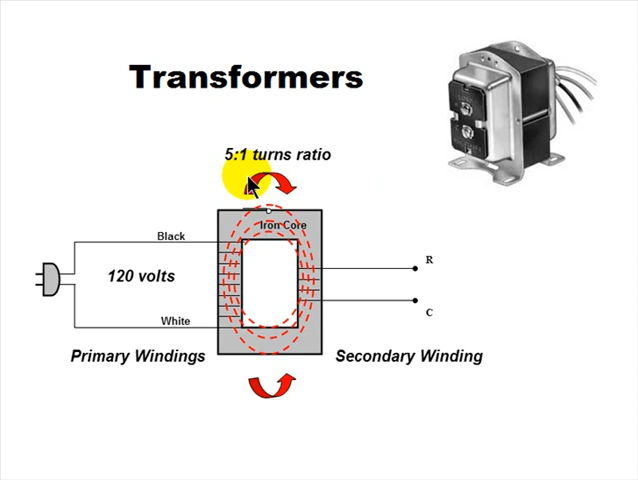 Transformers
5:1 turns ratio
Iron Core
Black
R
120 volts
C
White
Primary Windings
Secondary Winding